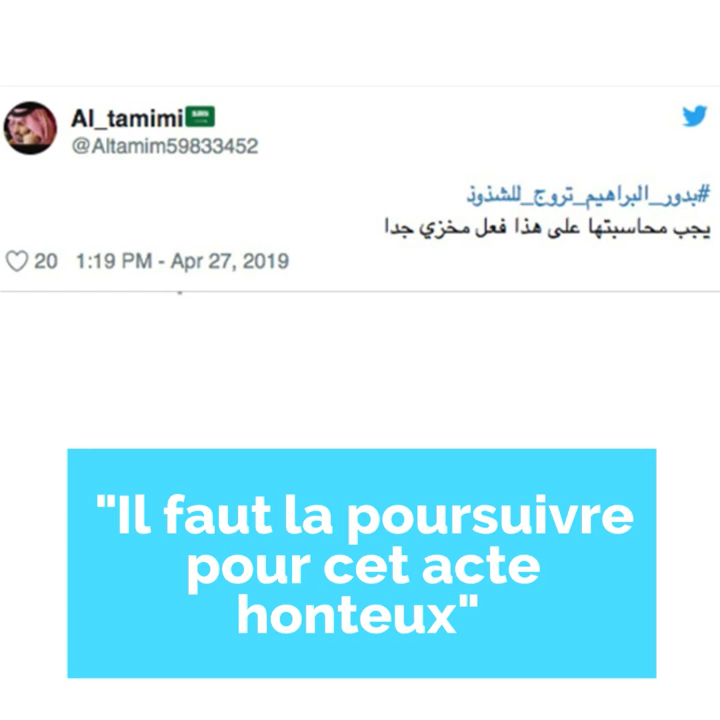 Al_tamimi
@Altamim59833452
#بدور_البراهيم_تروج_للشذوذ
يجب محاسبتها على هذا فعل مخزي جدا
20 1:19 PM - Apr 27, 2019
"Il faut la poursuivre
pour cet acte
honteux"